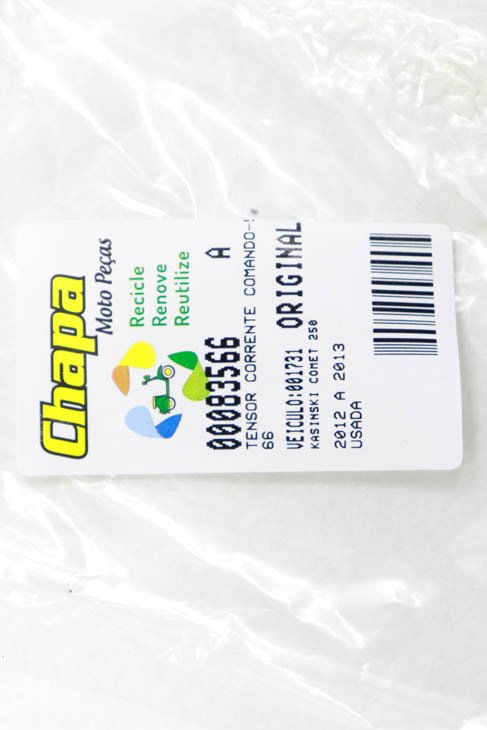 Chapa
Moto Peças
Recicle
Renove
Reutilize
00083566 A
TENSOR CORRENTE COMANDO-
66
VEICULO:001731 ORIGINAL
KASINSKI COMET 250
2012 A 2013
USADA